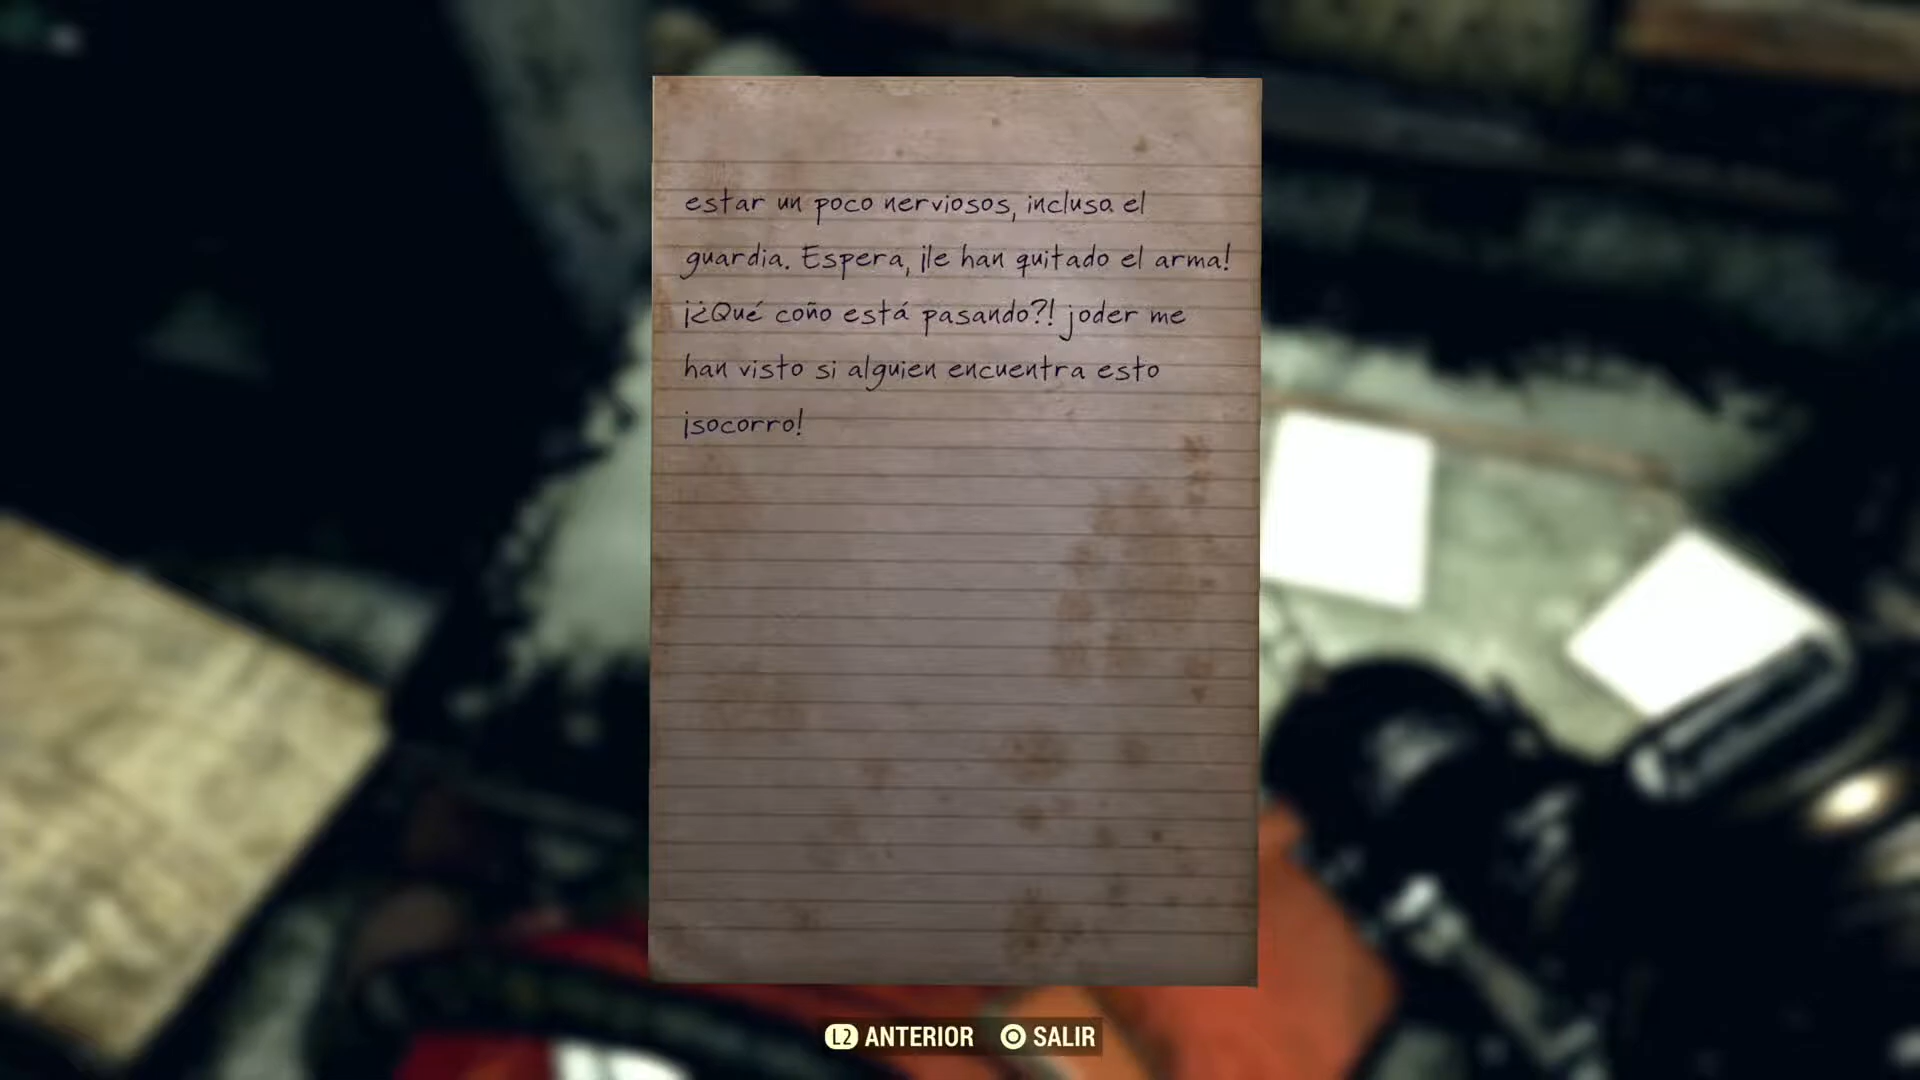 estar un poco nerviosos, incluso el
guardia. Espera, ¡le han quitado el arma!
¡¿Qué coño está pasando?! joder me
han visto si alguien encuentra esto
¡socorro!
L2 ANTERIOR SALIR